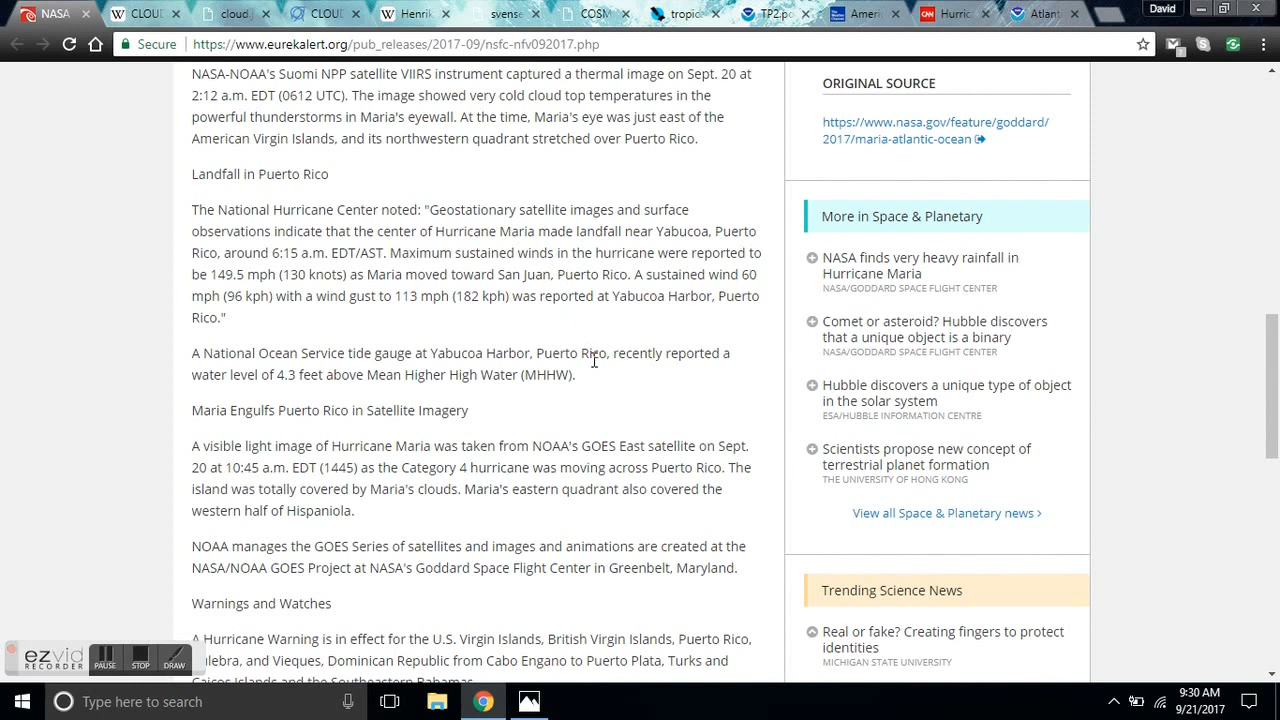 NASA
CLOU
cloud_
CLOU
Henrik
svense
COSM
tropic
TP2.pc
Ameri
Hurric
Atlant
David
Secure
https://www.eurekalert.org/pub_releases/2017-09/nsfc-nfv092017.php
NASA-NOAA's Suomi NPP satellite VIIRS instrument captured a thermal image on Sept. 20 at
2:12 a.m. EDT (0612 UTC). The image showed very cold cloud top temperatures in the
powerful thunderstorms in Maria's eyewall. At the time, Maria's eye was just east of the
American Virgin Islands, and its northwestern quadrant stretched over Puerto Rico.
Landfall in Puerto Rico
The National Hurricane Center noted: "Geostationary satellite images and surface
observations indicate that the center of Hurricane Maria made landfall near Yabucoa, Puerto
Rico, around 6:15 a.m. EDT/AST. Maximum sustained winds in the hurricane were reported to
be 149.5 mph (130 knots) as Maria moved toward San Juan, Puerto Rico. A sustained wind 60
mph (96 kph) with a wind gust to 113 mph (182 kph) was reported at Yabucoa Harbor, Puerto
Rico."
A National Ocean Service tide gauge at Yabucoa Harbor, Puerto Rico, recently reported a
water level of 4.3 feet above Mean Higher High Water (MHHW).
Maria Engulfs Puerto Rico in Satellite Imagery
A visible light image of Hurricane Maria was taken from NOAA's GOES East satellite on Sept.
20 at 10:45 a.m. EDT (1445) as the Category 4 hurricane was moving across Puerto Rico. The
island was totally covered by Maria's clouds. Maria's eastern quadrant also covered the
western half of Hispaniola.
NOAA manages the GOES Series of satellites and images and animations are created at the
NASA/NOAA GOES Project at NASA's Goddard Space Flight Center in Greenbelt, Maryland.
Warnings and Watches
A Hurricane Warning is in effect for the U.S. Virgin Islands, British Virgin Islands, Puerto Rico,
Culebra, and Vieques, Dominican Republic from Cabo Engano to Puerto Plata, Turks and
Caicos Islands and the Southeastern Bahamas.
ORIGINAL SOURCE
https://www.nasa.gov/feature/goddard/
2017/maria-atlantic-ocean
More in Space & Planetary
NASA finds very heavy rainfall in
Hurricane Maria
NASA/GODDARD SPACE FLIGHT CENTER
Comet or asteroid? Hubble discovers
that a unique object is a binary
NASA/GODDARD SPACE FLIGHT CENTER
Hubble discovers a unique type of object
in the solar system
ESA/HUBBLE INFORMATION CENTRE
Scientists propose new concept of
terrestrial planet formation
THE UNIVERSITY OF HONG KONG
View all Space & Planetary news
Trending Science News
Real or fake? Creating fingers to protect
identities
MICHIGAN STATE UNIVERSITY
ezvid
RECORDER
PAUSE
STOP
DRAW
Type here to search
9:30 AM
9/21/2017